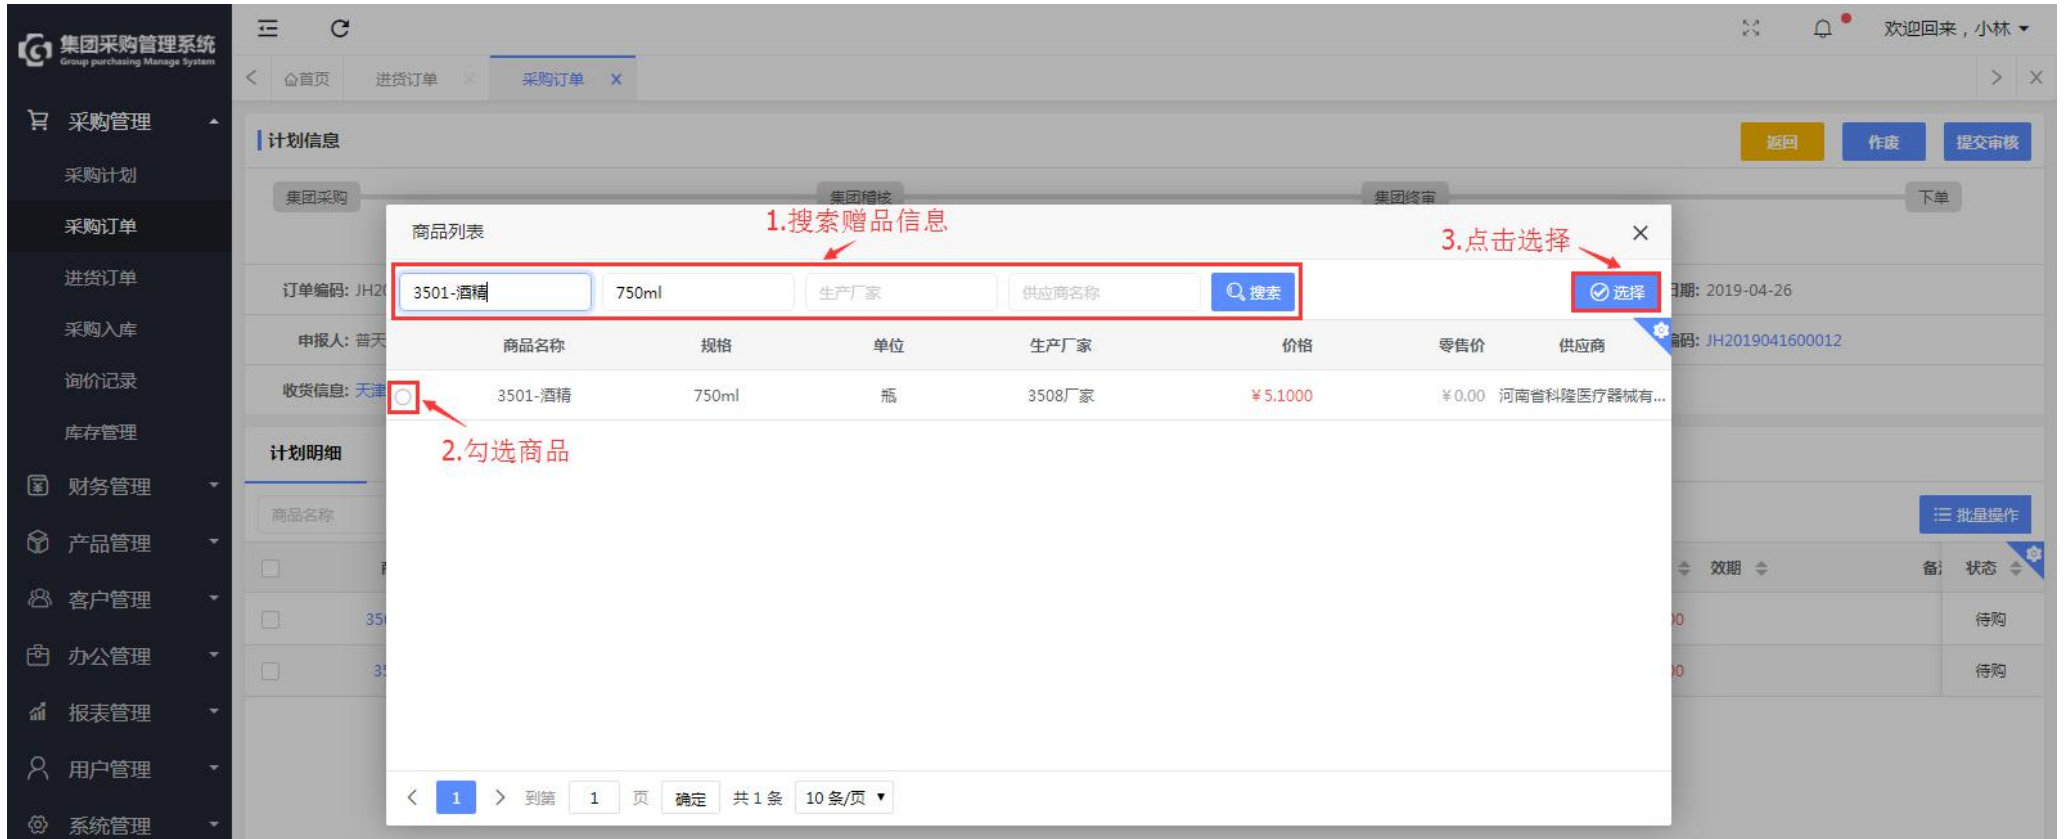 集团采购管理系统
Group purchasing Manage System
欢迎回来，小林
首页
进货订单
采购订单
采购管理
采购计划
采购订单
进货订单
采购入库
询价记录
库存管理
财务管理
产品管理
客户管理
办公管理
报表管理
用户管理
系统管理
计划信息
返回
作废
提交审核
集团采购
集团稽核
集团终审
下单
订单编码: JH20
日期: 2019-04-26
申报人: 普天
编码: JH2019041600012
收货信息: 天津
计划明细
商品名称
批量操作
效期
状态
350
00
待购
35
00
待购
商品列表
1.搜索赠品信息
3.点击选择
3501-酒精
750ml
生产厂家
供应商名称
搜索
选择
商品名称 规格 单位 生产厂家 价格 零售价 供应商
3501-酒精 750ml 瓶 3508厂家 ¥5.1000 ¥0.00 河南省科隆医疗器械有...
2.勾选商品
1 到第 1 页 确定 共1条 10条/页